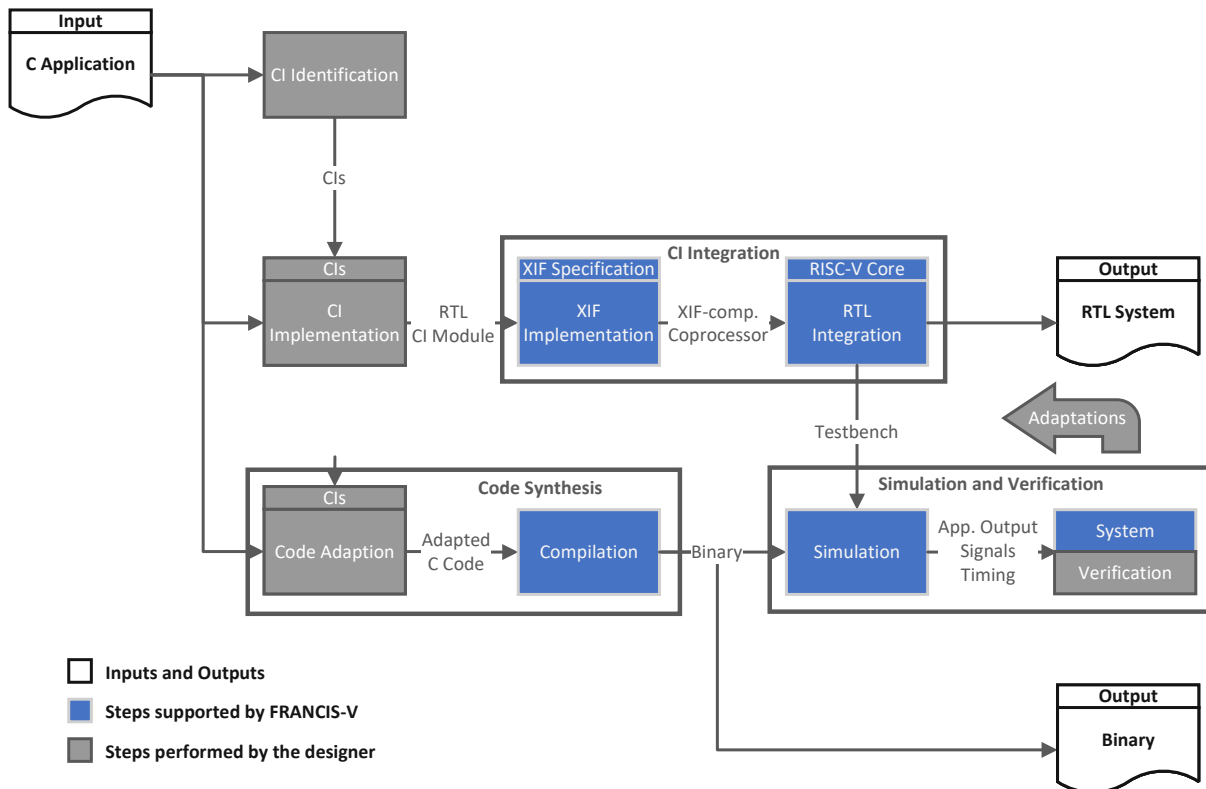 Input
C Application
CI Identification
CIs
CIs
CI
Implementation
RTL
CI Module
CI Integration
XIF Specification
XIF
Implementation
XIF-comp.
Coprocessor
RISC-V Core
RTL
Integration
Output
RTL System
Adaptations
Testbench
Code Synthesis
CIs
Code Adaption
Adapted
C Code
Compilation
Binary
Simulation and Verification
Simulation
App. Output
Signals
Timing
System
Verification
Inputs and Outputs
Steps supported by FRANCIS-V
Steps performed by the designer
Output
Binary